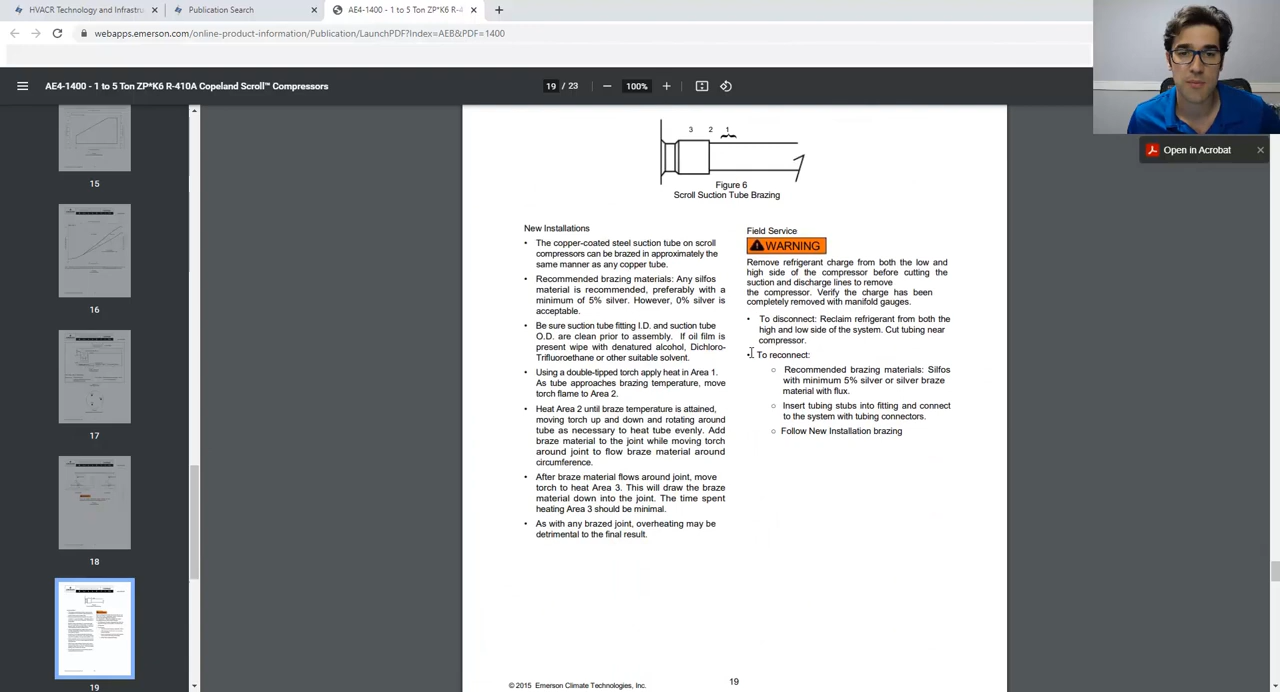 HVACR Technology and Infrastru
Publication Search
AE4-1400 - 1 to 5 Ton ZP*K6 R-4
webapps.emerson.com/online-product-information/Publication/LaunchPDF?Index=AEB&PDF=1400
AE4-1400 - 1 to 5 Ton ZP*K6 R-410A Copeland Scroll™ Compressors
19 / 23
100%
Open in Acrobat
15
16
17
18
19
3 2 1
Figure 6
Scroll Suction Tube Brazing
New Installations
• The copper-coated steel suction tube on scroll
compressors can be brazed in approximately the
same manner as any copper tube.
• Recommended brazing materials: Any silfos
material is recommended, preferably with a
minimum of 5% silver. However, 0% silver is
acceptable.
• Be sure suction tube fitting I.D. and suction tube
O.D. are clean prior to assembly. If oil film is
present wipe with denatured alcohol, Dichloro-
Trifluoroethane or other suitable solvent.
• Using a double-tipped torch apply heat in Area 1.
As tube approaches brazing temperature, move
torch flame to Area 2.
• Heat Area 2 until braze temperature is attained,
moving torch up and down and rotating around
tube as necessary to heat tube evenly. Add
braze material to the joint while moving torch
around joint to flow braze material around
circumference.
• After braze material flows around joint, move
torch to heat Area 3. This will draw the braze
material down into the joint. The time spent
heating Area 3 should be minimal.
• As with any brazed joint, overheating may be
detrimental to the final result.
Field Service
WARNING
Remove refrigerant charge from both the low and
high side of the compressor before cutting the
suction and discharge lines to remove
the compressor. Verify the charge has been
completely removed with manifold gauges.
• To disconnect: Reclaim refrigerant from both the
high and low side of the system. Cut tubing near
compressor.
• To reconnect:
○ Recommended brazing materials: Silfos
with minimum 5% silver or silver braze
material with flux.
○ Insert tubing stubs into fitting and connect
to the system with tubing connectors.
○ Follow New Installation brazing
© 2015 Emerson Climate Technologies, Inc.
19